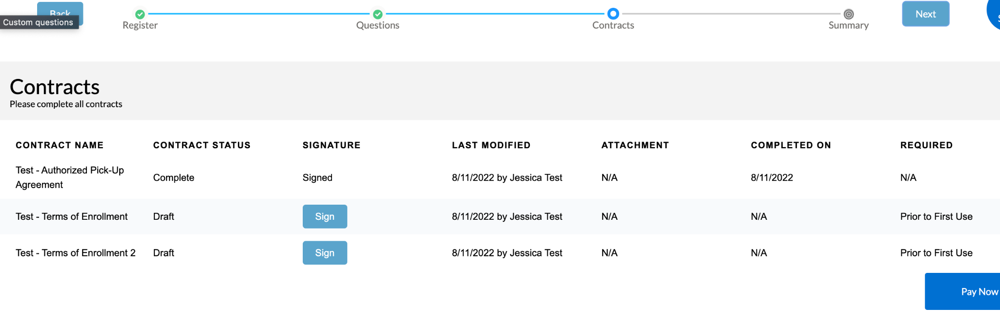 Back
Custom questions
Register
Questions
Contracts
Summary
Next
Contracts
Please complete all contracts
CONTRACT NAME CONTRACT STATUS SIGNATURE LAST MODIFIED ATTACHMENT COMPLETED ON REQUIRED
Test - Authorized Pick-Up
Agreement
Complete Signed 8/11/2022 by Jessica Test N/A 8/11/2022 N/A
Test - Terms of Enrollment Draft Sign 8/11/2022 by Jessica Test N/A N/A Prior to First Use
Test - Terms of Enrollment 2 Draft Sign 8/11/2022 by Jessica Test N/A N/A Prior to First Use
Pay Now